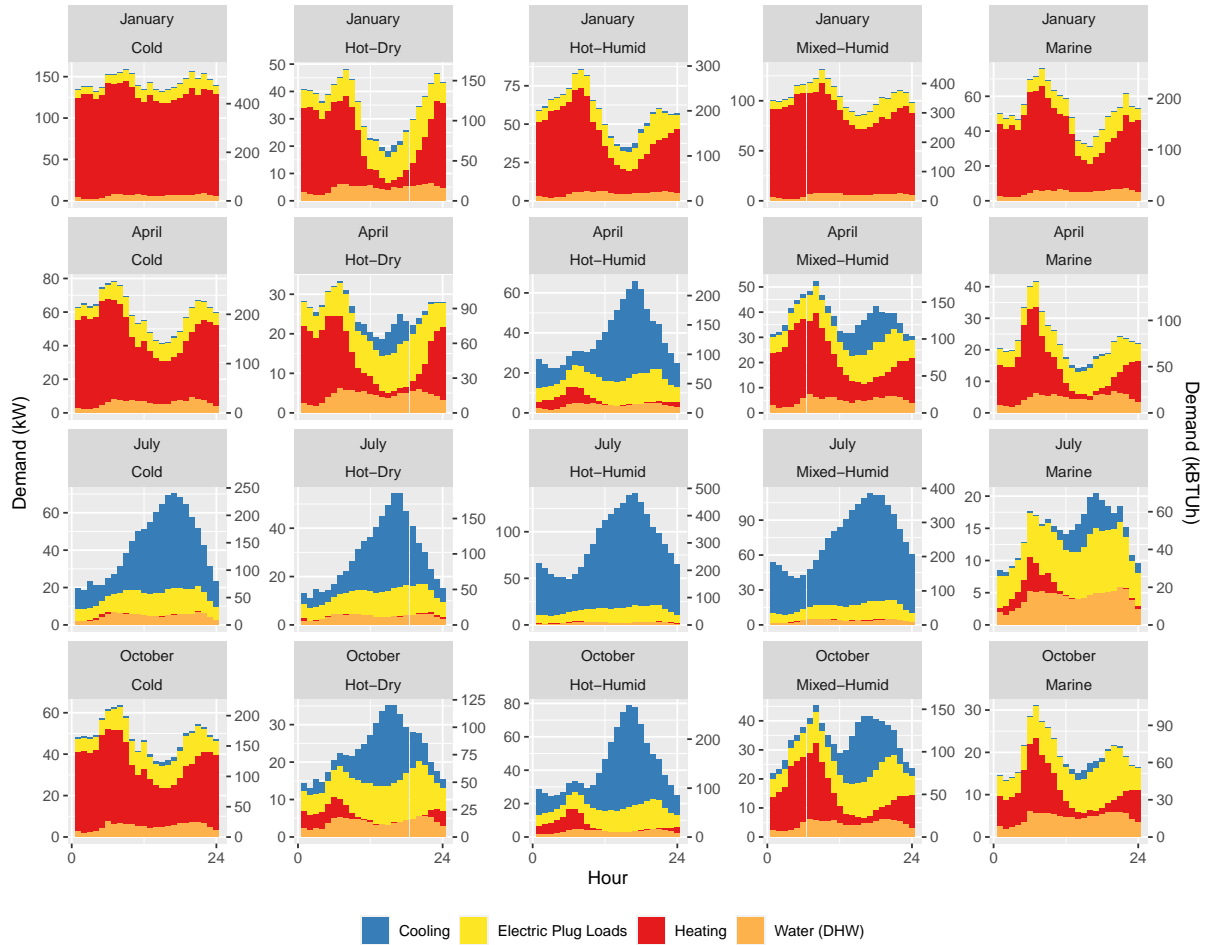 January January January January January
Cold Hot−Dry Hot−Humid Mixed−Humid Marine
150 100 50 0 400 200 0
50 40 30 20 10 0 150 100 50 0
75 50 25 0 300 200 100 0
100 50 0 400 300 200 100 0
60 40 20 0 200 100 0
April April April April April
Cold Hot−Dry Hot−Humid Mixed−Humid Marine
80 60 40 20 0 200 100 0
30 20 10 0 90 60 30 0
60 40 20 0 200 150 100 50 0
50 40 30 20 10 0 150 100 50 0
40 30 20 10 0 100 50 0
July July July July July
Cold Hot−Dry Hot−Humid Mixed−Humid Marine
60 40 20 0 250 200 150 100 50 0
40 20 0 150 100 50 0
100 50 0 500 400 300 200 100 0
90 60 30 0 400 300 200 100 0
20 15 10 5 0 60 40 20 0
October October October October October
Cold Hot−Dry Hot−Humid Mixed−Humid Marine
60 40 20 0 200 150 100 50 0
30 20 10 0 125 100 75 50 25 0
80 60 40 20 0 200 100 0
40 30 20 10 0 150 100 50 0
30 20 10 0 90 60 30 0
0 24 0 24 0 24 0 24 0 24
Hour
Demand (kW)
Demand (kBTUh)
Cooling Electric Plug Loads Heating Water (DHW)